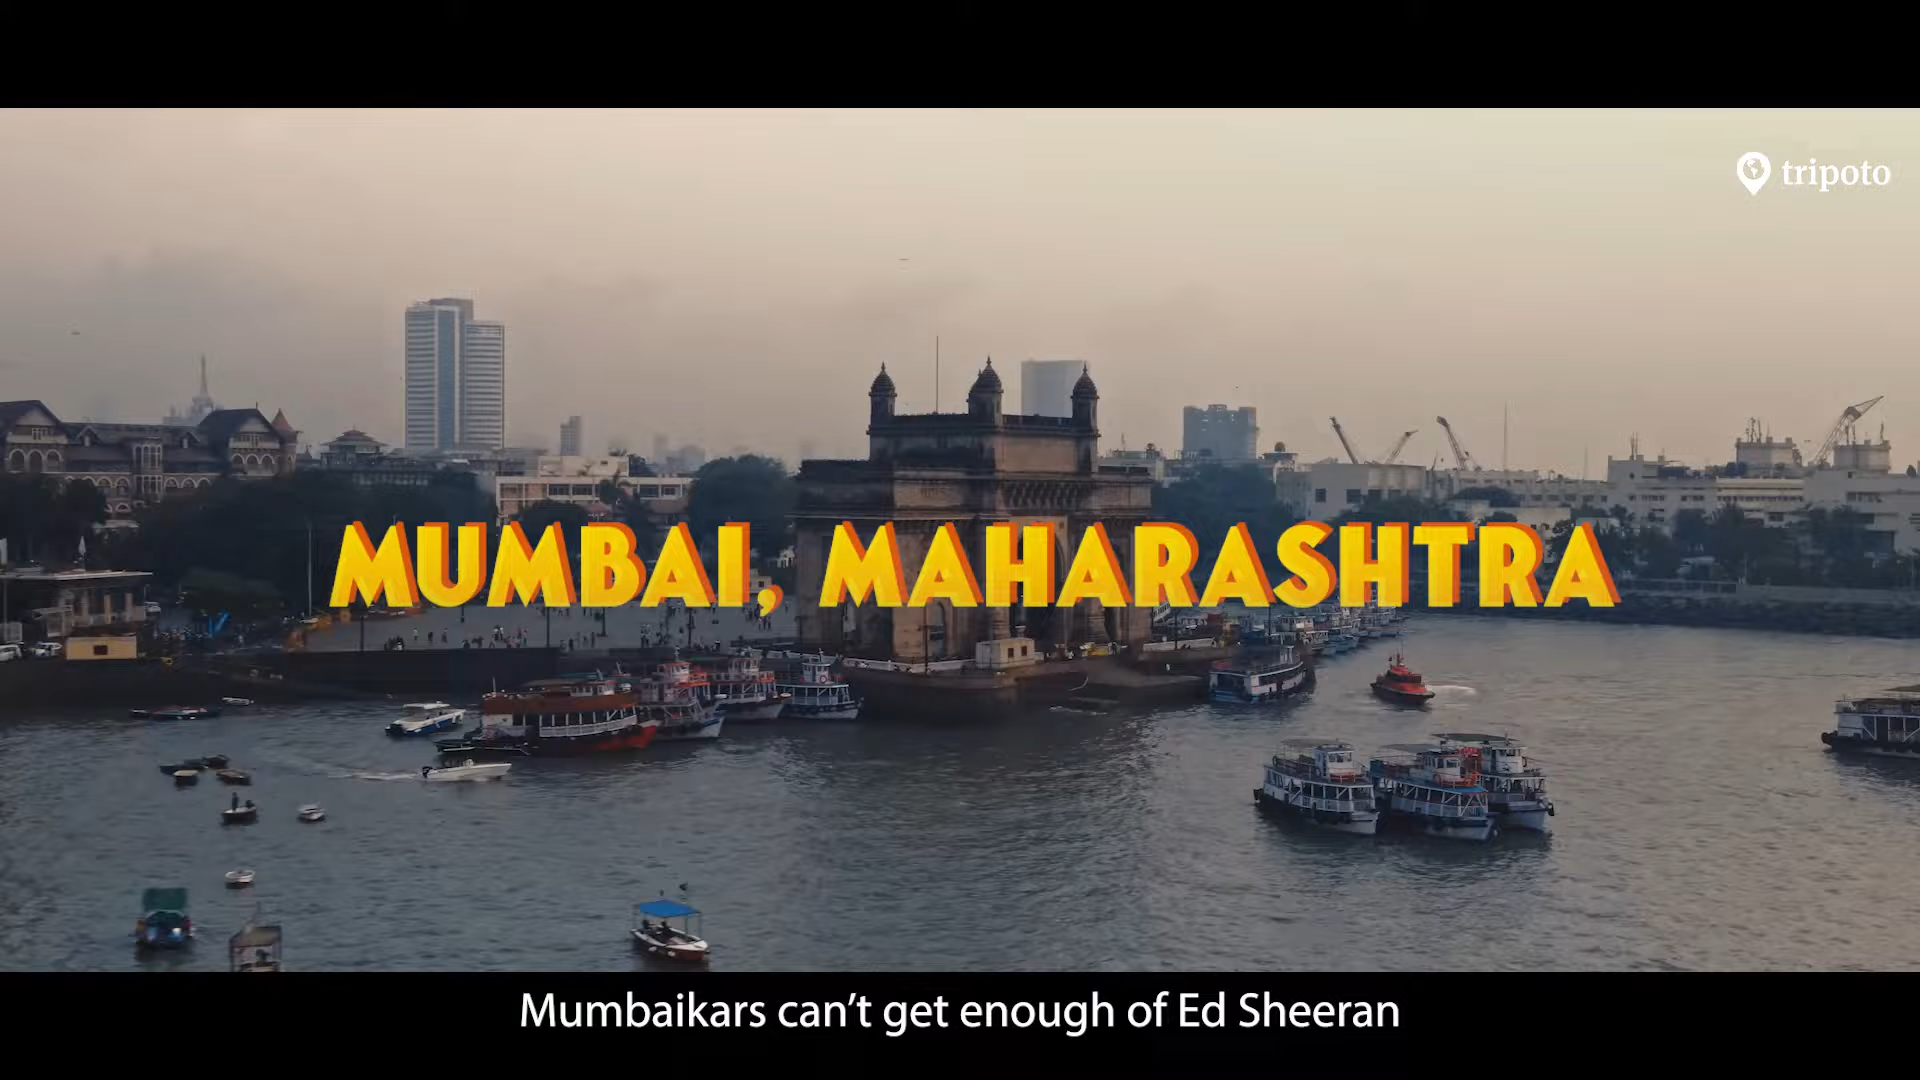 tripoto
MUMBAI, MAHARASHTRA
Mumbaikars can't get enough of Ed Sheeran